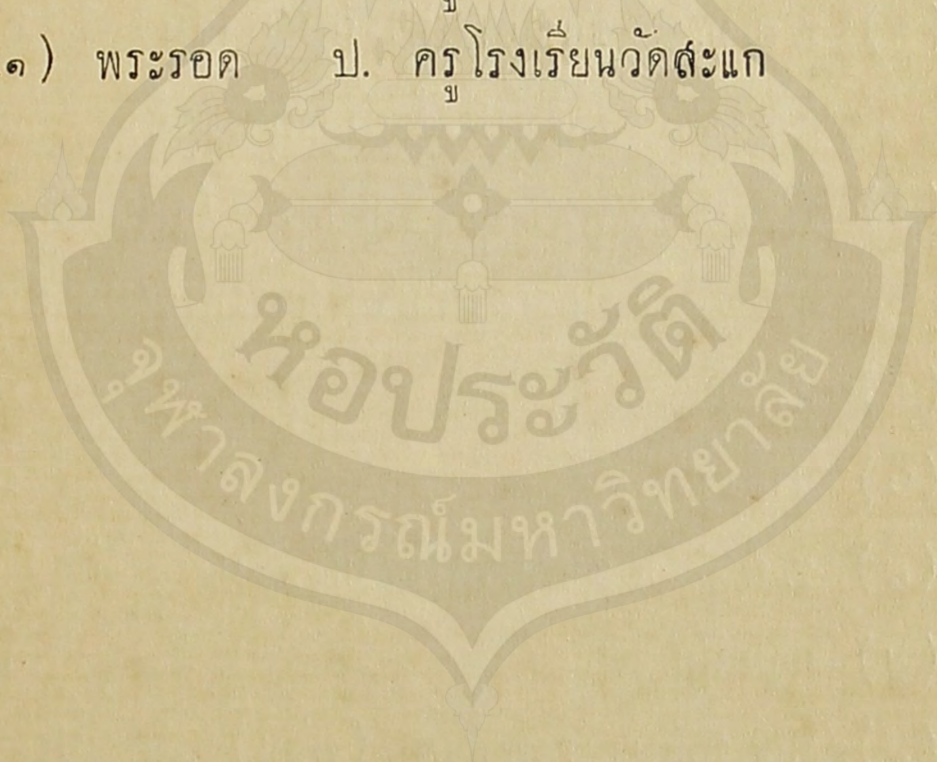 ๑) พระรอด ป. ครูโรงเรียนวัดสะแก
หอประวัติ
จุฬาลงกรณ์มหาวิทยาลัย